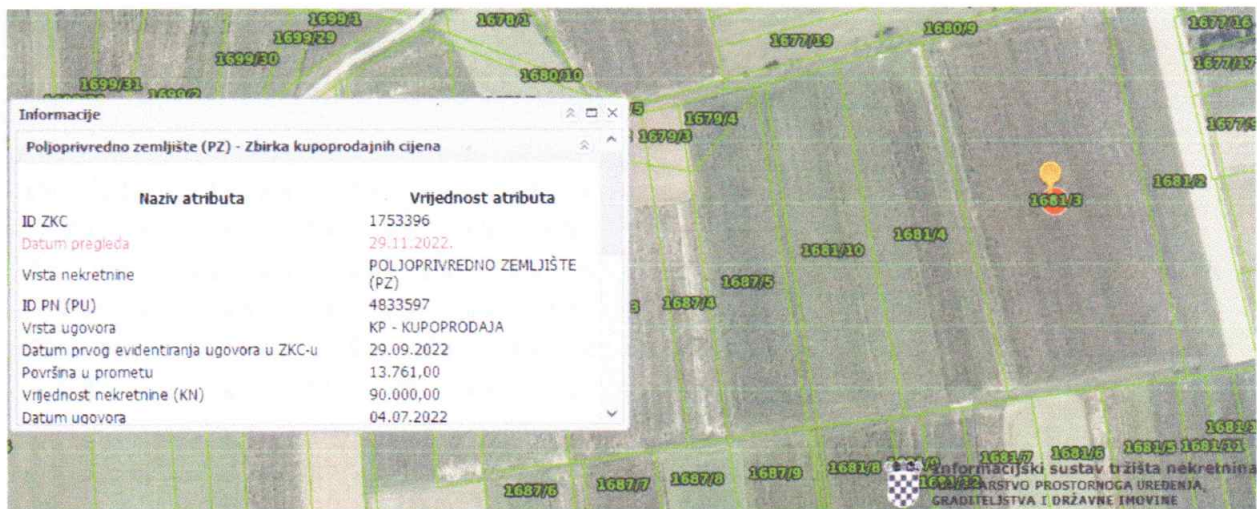 1699/1
1678/1
1699/29
1699/30
1699/31
1699/2
1680/10
1677/19
1680/9
1677/16
1677/17
1679/4
1679/3
1681/2
1681/3
1681/4
1681/10
1687/5
1687/4
Informacije
Poljoprivredno zemljište (PZ) - Zbirka kupoprodajnih cijena
Naziv atributa Vrijednost atributa
ID ZKC 1753396
Datum pregleda 29.11.2022.
Vrsta nekretnine POLJOPRIVREDNO ZEMLJIŠTE (PZ)
ID PN (PU) 4833597
Vrsta ugovora KP - KUPOPRODAJA
Datum prvog evidentiranja ugovora u ZKC-u 29.09.2022
Površina u prometu 13.761,00
Vrijednost nekretnine (KN) 90.000,00
Datum ugovora 04.07.2022
1687/6
1687/7
1687/8
1687/9
1681/8
1681/7
1681/6
1681/5
1681/11
Informacijski sustav tržišta nekretnina
PROSTORNOGA UREĐENJA,
GRADITELJSTVA I DRŽAVNE IMOVINE